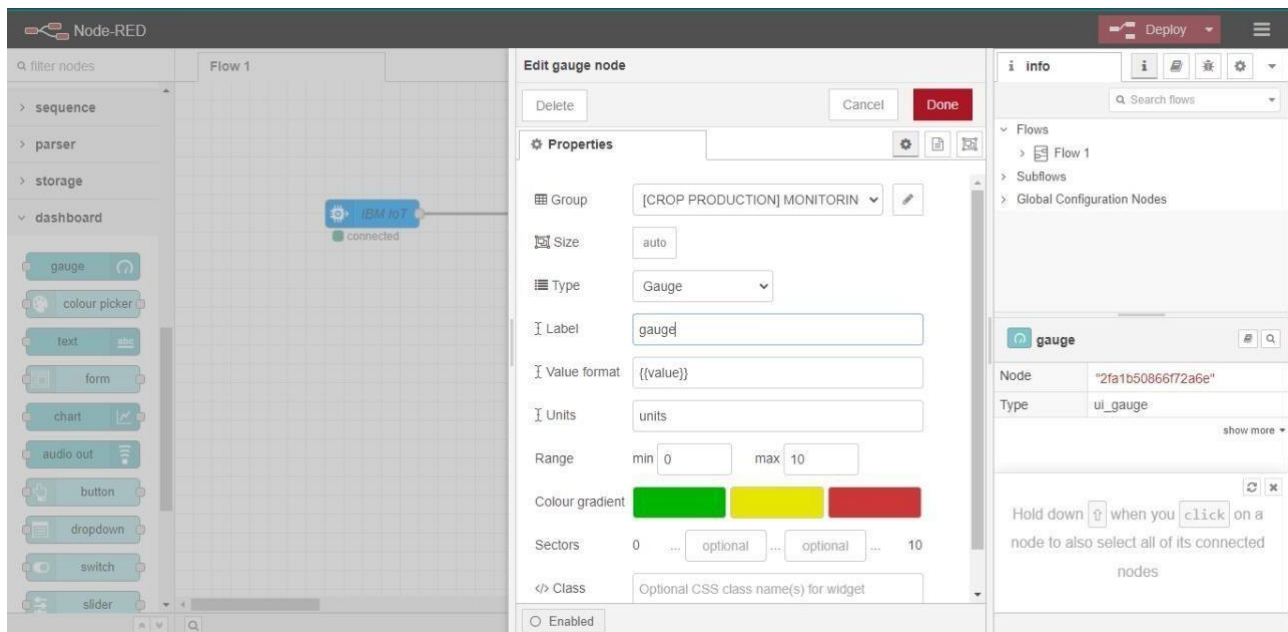 Node-RED
Deploy
filter nodes
sequence
parser
storage
dashboard
gauge
colour picker
text
abc
form
chart
audio out
button
dropdown
switch
slider
Flow 1
IBM IoT
connected
Edit gauge node
Delete
Cancel
Done
Properties
Group
[CROP PRODUCTION] MONITORIN
Size
auto
Type
Gauge
Label
gauge
Value format
{{value}}
Units
units
Range
min 0
max 10
Colour gradient
Sectors
0 ... optional ... optional ... 10
</> Class
Optional CSS class name(s) for widget
Enabled
i info
i
Search flows
Flows
Flow 1
Subflows
Global Configuration Nodes
gauge
Node "2fa1b50866f72a6e"
Type ui_gauge
show more
Hold down ⇧ when you click on a
node to also select all of its connected
nodes